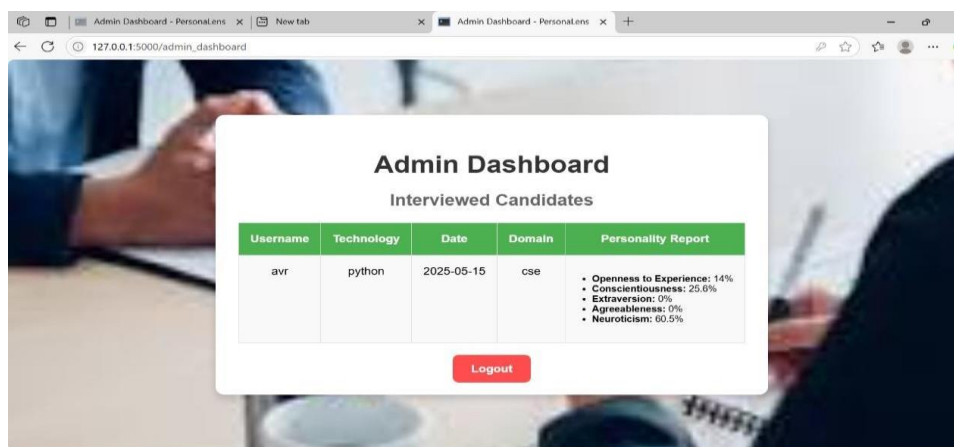 Admin Dashboard - PersonaLens
New tab
Admin Dashboard - PersonaLens
127.0.0.1:5000/admin_dashboard
Admin Dashboard
Interviewed Candidates
Username Technology Date Domain Personality Report
avr python 2025-05-15 cse
• Openness to Experience: 14%
• Conscientiousness: 25.6%
• Extraversion: 0%
• Agreeableness: 0%
• Neuroticism: 60.5%
Logout